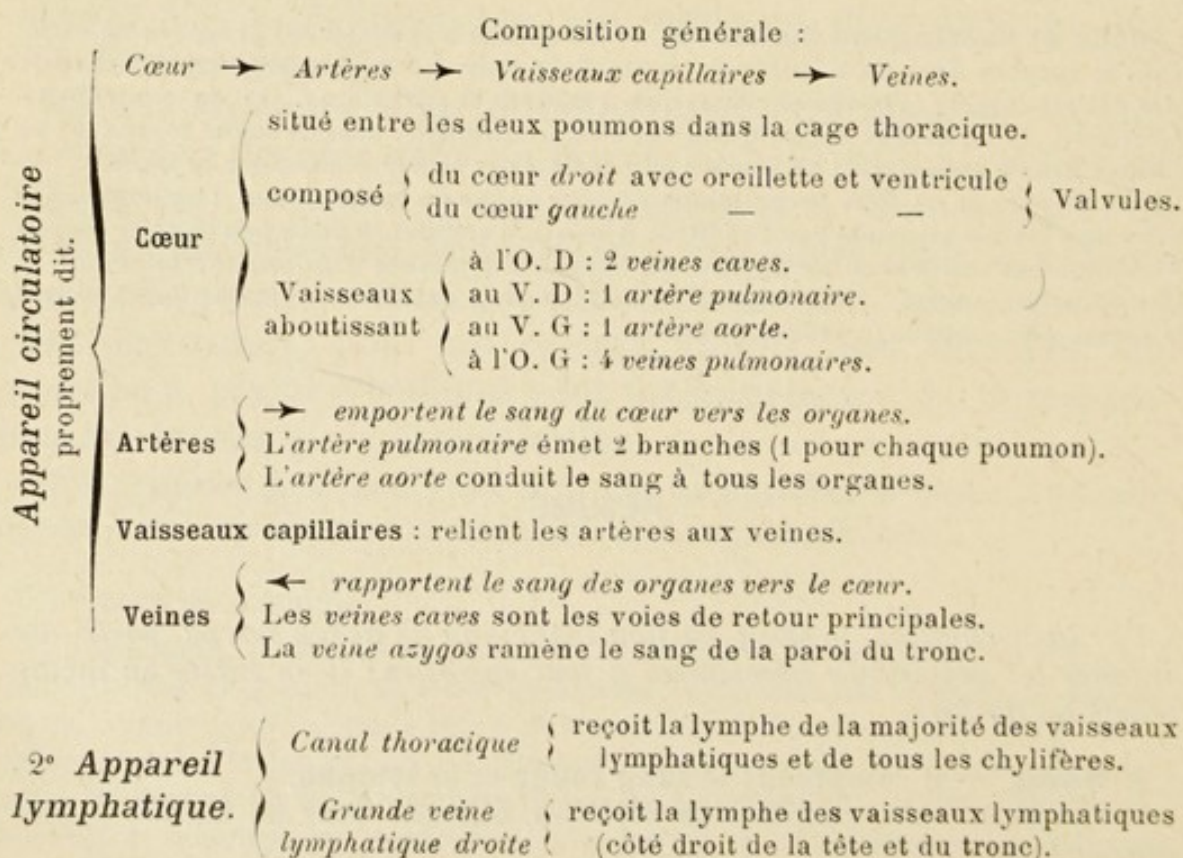 Composition générale :
Cœur → Artères → Vaisseaux capillaires → Veines.
Appareil circulatoire
proprement dit.
Cœur
situé entre les deux poumons dans la cage thoracique.
composé
du cœur droit avec oreillette et ventricule
du cœur gauche — —
Valvules.
Vaisseaux
aboutissant
à l'O. D : 2 veines caves.
au V. D : 1 artère pulmonaire.
au V. G : 1 artère aorte.
à l'O. G : 4 veines pulmonaires.
Artères
→ emportent le sang du cœur vers les organes.
L'artère pulmonaire émet 2 branches (1 pour chaque poumon).
L'artère aorte conduit le sang à tous les organes.
Vaisseaux capillaires : relient les artères aux veines.
Veines
← rapportent le sang des organes vers le cœur.
Les veines caves sont les voies de retour principales.
La veine azygos ramène le sang de la paroi du tronc.
2° Appareil
lymphatique.
Canal thoracique
reçoit la lymphe de la majorité des vaisseaux
lymphatiques et de tous les chylifères.
Grande veine
lymphatique droite
reçoit la lymphe des vaisseaux lymphatiques
(côté droit de la tête et du tronc).